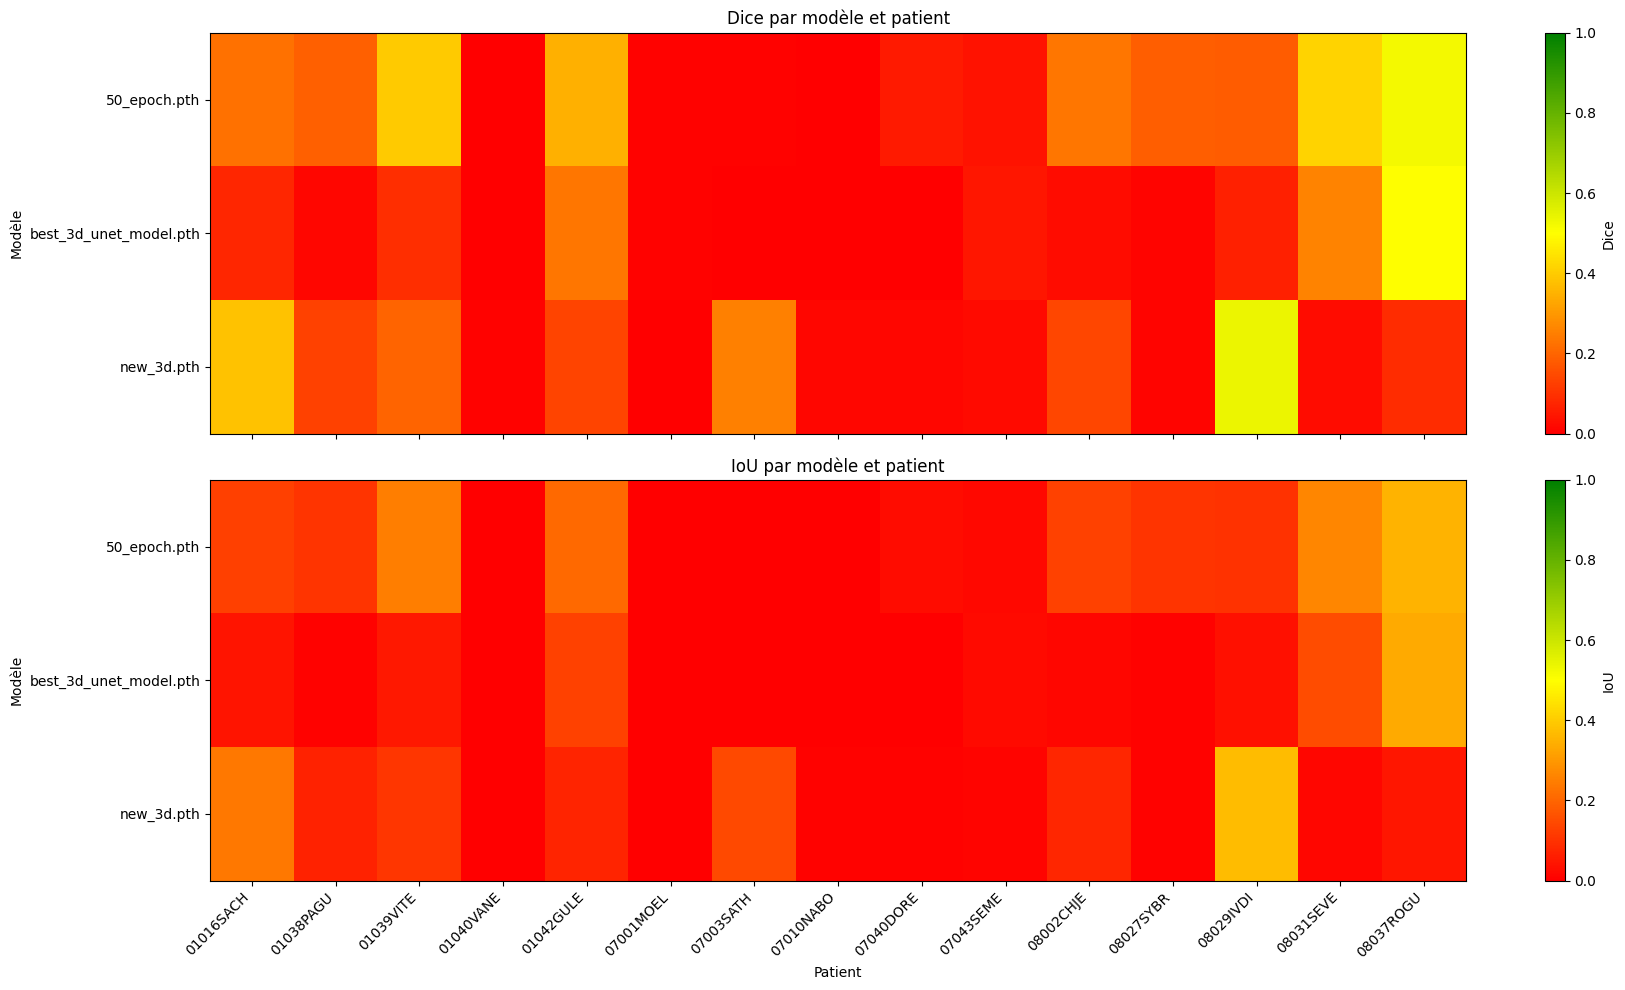 Dice par modèle et patient
50_epoch.pth
best_3d_unet_model.pth
new_3d.pth
Modèle
1.0
0.8
0.6
0.4
0.2
0.0
Dice
IoU par modèle et patient
50_epoch.pth
best_3d_unet_model.pth
new_3d.pth
Modèle
1.0
0.8
0.6
0.4
0.2
0.0
IoU
01016SACH
01038PAGU
01039VITE
01040VANE
01042GULE
07001MOEL
07003SATH
07010NABO
07040DORE
07043SEME
08002CHJE
08027SYBR
08029IVDI
08031SEVE
08037ROGU
Patient